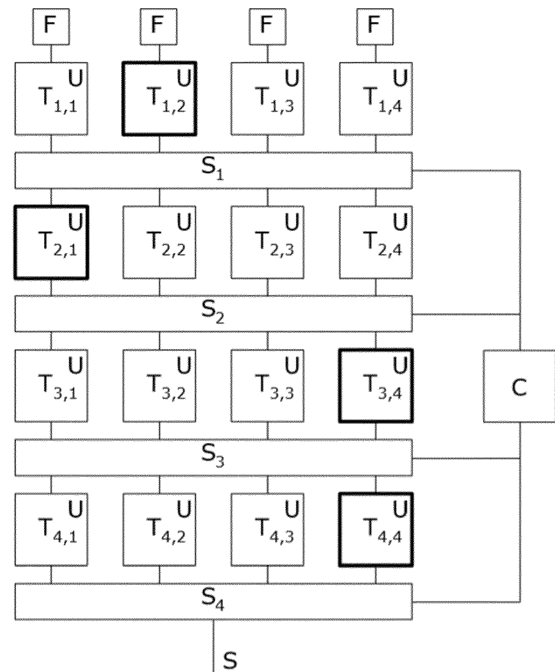 F F F F
U U U U
T1,1 T1,2 T1,3 T1,4
S1
U U U U
T2,1 T2,2 T2,3 T2,4
S2
U U U U
T3,1 T3,2 T3,3 T3,4
C
S3
U U U U
T4,1 T4,2 T4,3 T4,4
S4
S